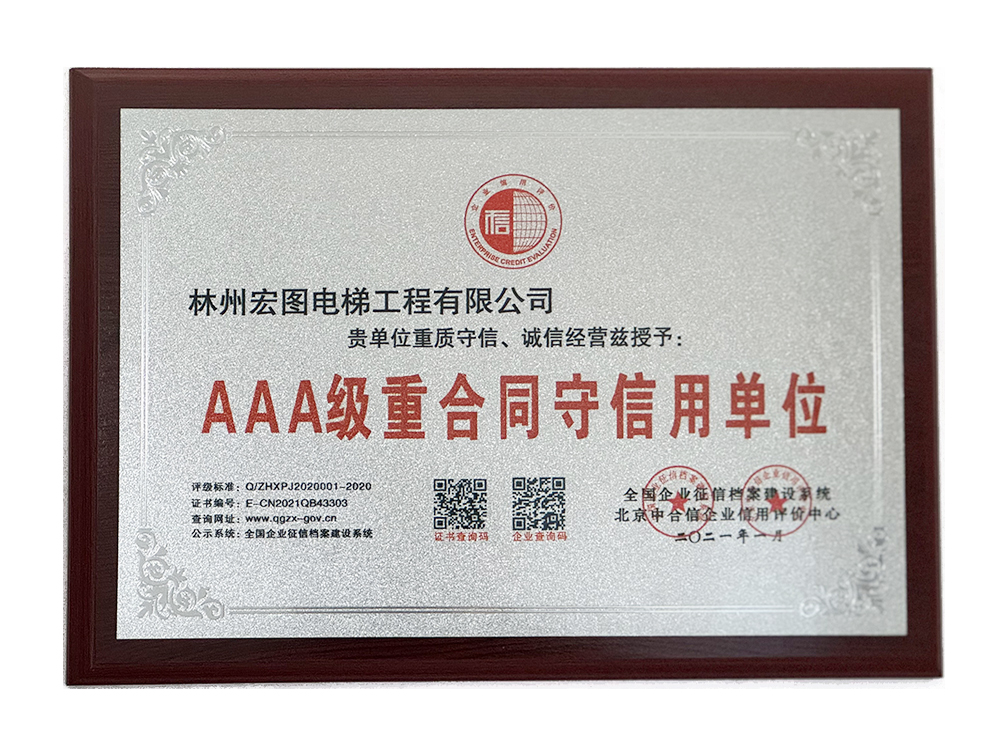 企业信用评价
信
ENTERPRISE CREDIT EVALUATION
林州宏图电梯工程有限公司
贵单位重质守信、诚信经营兹授予：
AAA级重合同守信用单位
评级标准：Q/ZHXPJ2020001-2020
证书编号：E-CN2021QB43303
查询网址：www.qgzx-gov.cn
公示系统：全国企业征信档案建设系统
证书查询码
企业查询码
全国企业征信档案建设系统
北京中合信企业信用评价中心
二〇二一年一月